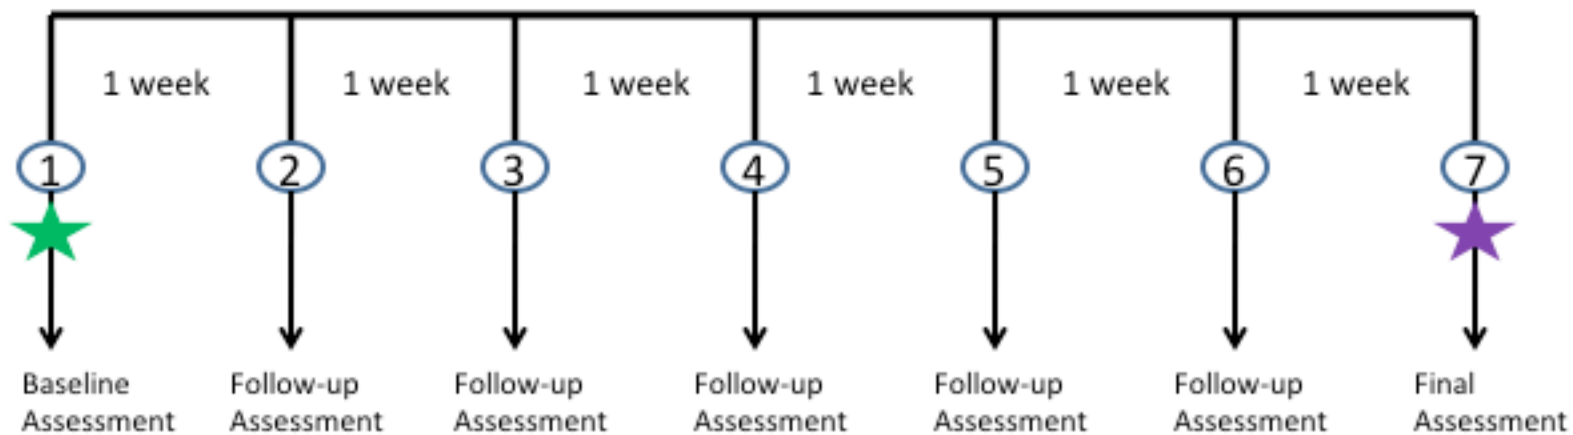 1 week 1 week 1 week 1 week 1 week 1 week
1 2 3 4 5 6 7
Baseline Follow-up Follow-up Follow-up Follow-up Follow-up Final
Assessment Assessment Assessment Assessment Assessment Assessment Assessment